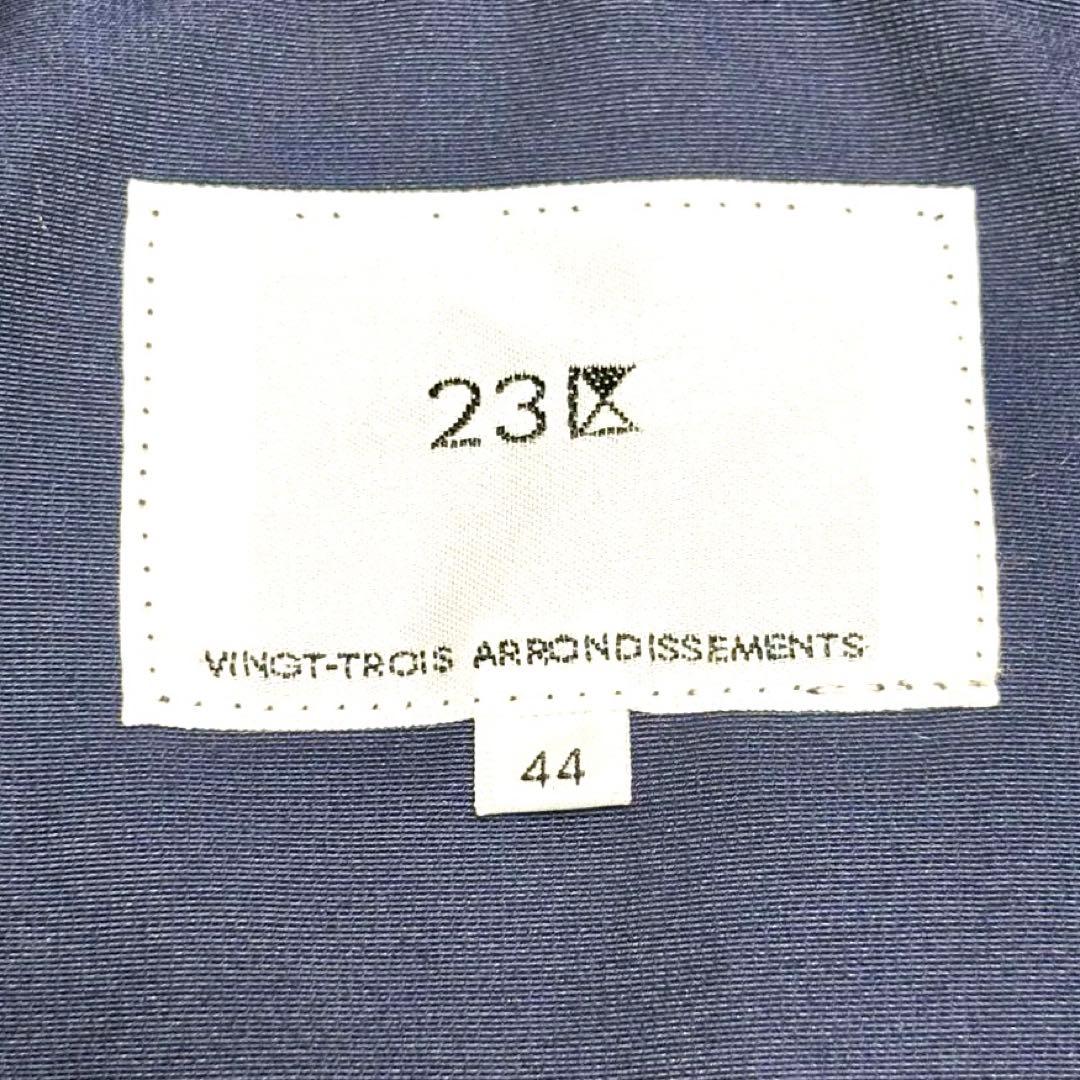 23区
VINGT-TROIS ARRONDISSEMENTS
44